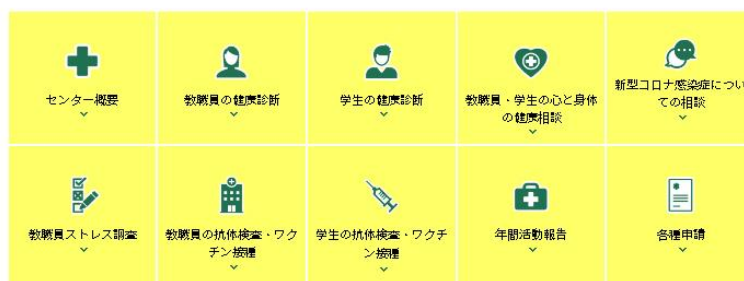 センター概要
教職員の健康診断
学生の健康診断
教職員・学生の心と身体
の健康相談
新型コロナ感染症につい
ての相談
教職員ストレス調査
教職員の抗体検査・ワク
チン接種
学生の抗体検査・ワクチ
ン接種
年間活動報告
各種申請